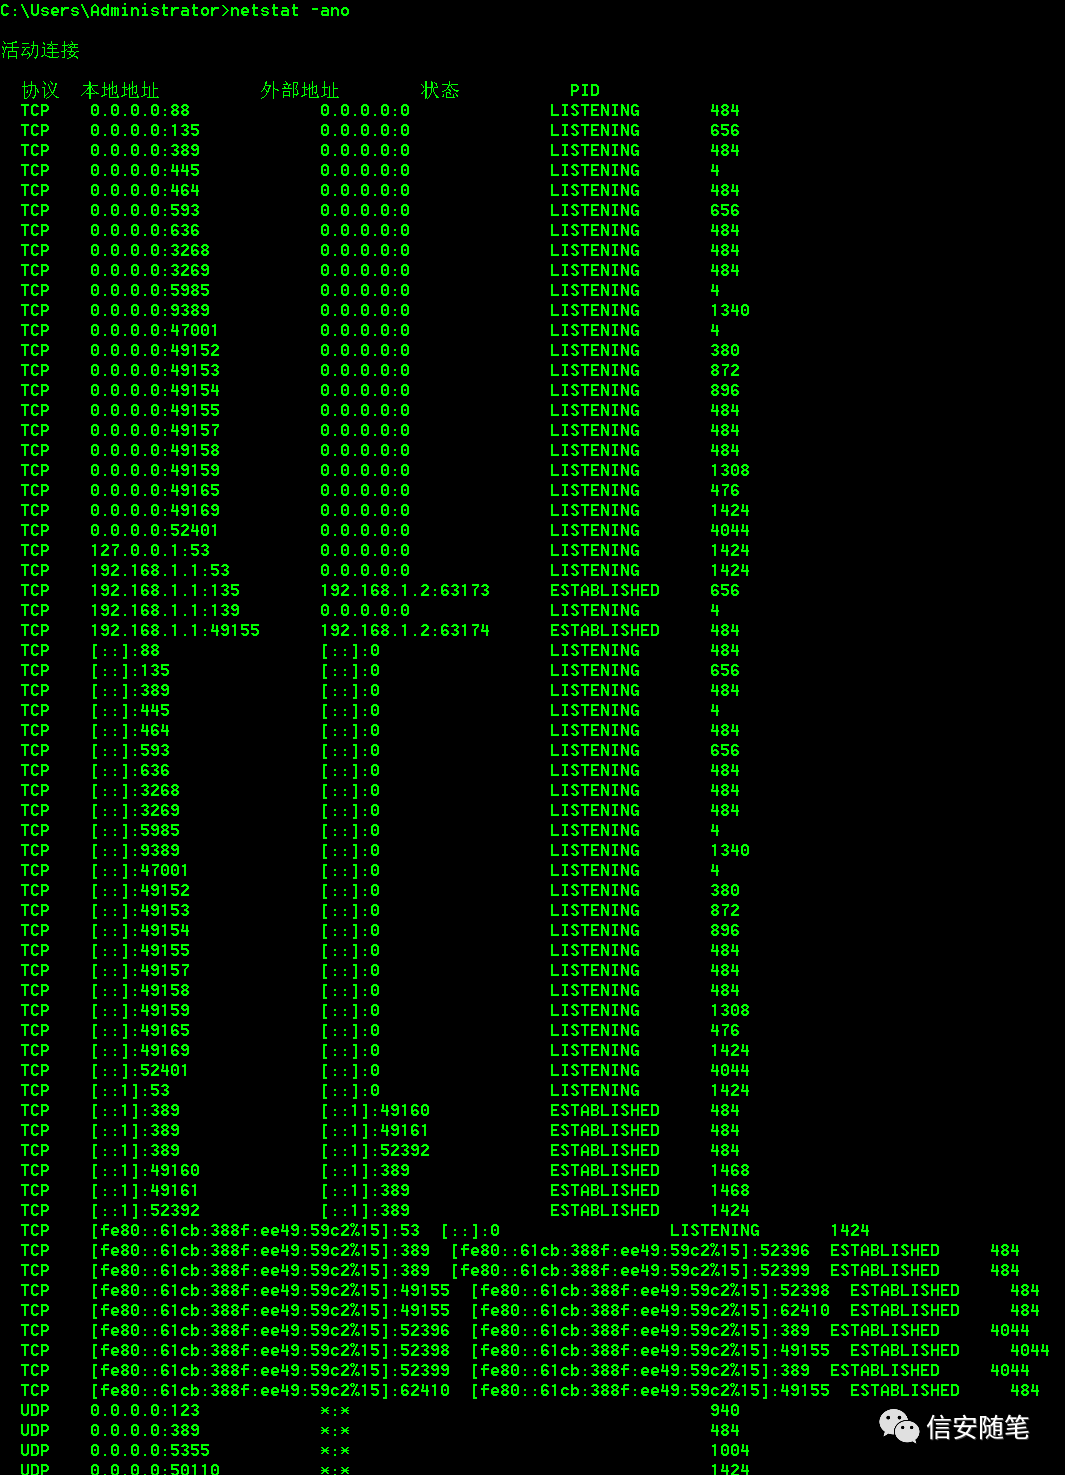 C:\Users\Administrator>netstat -ano
活动连接
协议 本地地址 外部地址 状态 PID
TCP 0.0.0.0:88 0.0.0.0:0 LISTENING 484
TCP 0.0.0.0:135 0.0.0.0:0 LISTENING 656
TCP 0.0.0.0:389 0.0.0.0:0 LISTENING 484
TCP 0.0.0.0:445 0.0.0.0:0 LISTENING 4
TCP 0.0.0.0:464 0.0.0.0:0 LISTENING 484
TCP 0.0.0.0:593 0.0.0.0:0 LISTENING 656
TCP 0.0.0.0:636 0.0.0.0:0 LISTENING 484
TCP 0.0.0.0:3268 0.0.0.0:0 LISTENING 484
TCP 0.0.0.0:3269 0.0.0.0:0 LISTENING 484
TCP 0.0.0.0:5985 0.0.0.0:0 LISTENING 4
TCP 0.0.0.0:9389 0.0.0.0:0 LISTENING 1340
TCP 0.0.0.0:47001 0.0.0.0:0 LISTENING 4
TCP 0.0.0.0:49152 0.0.0.0:0 LISTENING 380
TCP 0.0.0.0:49153 0.0.0.0:0 LISTENING 872
TCP 0.0.0.0:49154 0.0.0.0:0 LISTENING 896
TCP 0.0.0.0:49155 0.0.0.0:0 LISTENING 484
TCP 0.0.0.0:49157 0.0.0.0:0 LISTENING 484
TCP 0.0.0.0:49158 0.0.0.0:0 LISTENING 484
TCP 0.0.0.0:49159 0.0.0.0:0 LISTENING 1308
TCP 0.0.0.0:49165 0.0.0.0:0 LISTENING 476
TCP 0.0.0.0:49169 0.0.0.0:0 LISTENING 1424
TCP 0.0.0.0:52401 0.0.0.0:0 LISTENING 4044
TCP 127.0.0.1:53 0.0.0.0:0 LISTENING 1424
TCP 192.168.1.1:53 0.0.0.0:0 LISTENING 1424
TCP 192.168.1.1:135 192.168.1.2:63173 ESTABLISHED 656
TCP 192.168.1.1:139 0.0.0.0:0 LISTENING 4
TCP 192.168.1.1:49155 192.168.1.2:63174 ESTABLISHED 484
TCP [::]:88 [::]:0 LISTENING 484
TCP [::]:135 [::]:0 LISTENING 656
TCP [::]:389 [::]:0 LISTENING 484
TCP [::]:445 [::]:0 LISTENING 4
TCP [::]:464 [::]:0 LISTENING 484
TCP [::]:593 [::]:0 LISTENING 656
TCP [::]:636 [::]:0 LISTENING 484
TCP [::]:3268 [::]:0 LISTENING 484
TCP [::]:3269 [::]:0 LISTENING 484
TCP [::]:5985 [::]:0 LISTENING 4
TCP [::]:9389 [::]:0 LISTENING 1340
TCP [::]:47001 [::]:0 LISTENING 4
TCP [::]:49152 [::]:0 LISTENING 380
TCP [::]:49153 [::]:0 LISTENING 872
TCP [::]:49154 [::]:0 LISTENING 896
TCP [::]:49155 [::]:0 LISTENING 484
TCP [::]:49157 [::]:0 LISTENING 484
TCP [::]:49158 [::]:0 LISTENING 484
TCP [::]:49159 [::]:0 LISTENING 1308
TCP [::]:49165 [::]:0 LISTENING 476
TCP [::]:49169 [::]:0 LISTENING 1424
TCP [::]:52401 [::]:0 LISTENING 4044
TCP [::1]:53 [::]:0 LISTENING 1424
TCP [::1]:389 [::1]:49160 ESTABLISHED 484
TCP [::1]:389 [::1]:49161 ESTABLISHED 484
TCP [::1]:389 [::1]:52392 ESTABLISHED 484
TCP [::1]:49160 [::1]:389 ESTABLISHED 1468
TCP [::1]:49161 [::1]:389 ESTABLISHED 1468
TCP [::1]:52392 [::1]:389 ESTABLISHED 1424
TCP [fe80::61cb:388f:ee49:59c2%15]:53 [::]:0 LISTENING 1424
TCP [fe80::61cb:388f:ee49:59c2%15]:389 [fe80::61cb:388f:ee49:59c2%15]:52396 ESTABLISHED 484
TCP [fe80::61cb:388f:ee49:59c2%15]:389 [fe80::61cb:388f:ee49:59c2%15]:52399 ESTABLISHED 484
TCP [fe80::61cb:388f:ee49:59c2%15]:49155 [fe80::61cb:388f:ee49:59c2%15]:52398 ESTABLISHED 484
TCP [fe80::61cb:388f:ee49:59c2%15]:49155 [fe80::61cb:388f:ee49:59c2%15]:62410 ESTABLISHED 484
TCP [fe80::61cb:388f:ee49:59c2%15]:52396 [fe80::61cb:388f:ee49:59c2%15]:389 ESTABLISHED 4044
TCP [fe80::61cb:388f:ee49:59c2%15]:52398 [fe80::61cb:388f:ee49:59c2%15]:49155 ESTABLISHED 4044
TCP [fe80::61cb:388f:ee49:59c2%15]:52399 [fe80::61cb:388f:ee49:59c2%15]:389 ESTABLISHED 4044
TCP [fe80::61cb:388f:ee49:59c2%15]:62410 [fe80::61cb:388f:ee49:59c2%15]:49155 ESTABLISHED 484
UDP 0.0.0.0:123 *:* 940
UDP 0.0.0.0:389 *:* 484
UDP 0.0.0.0:5355 *:* 1004
UDP 0.0.0.0:50110 *:* 1424
信安随笔